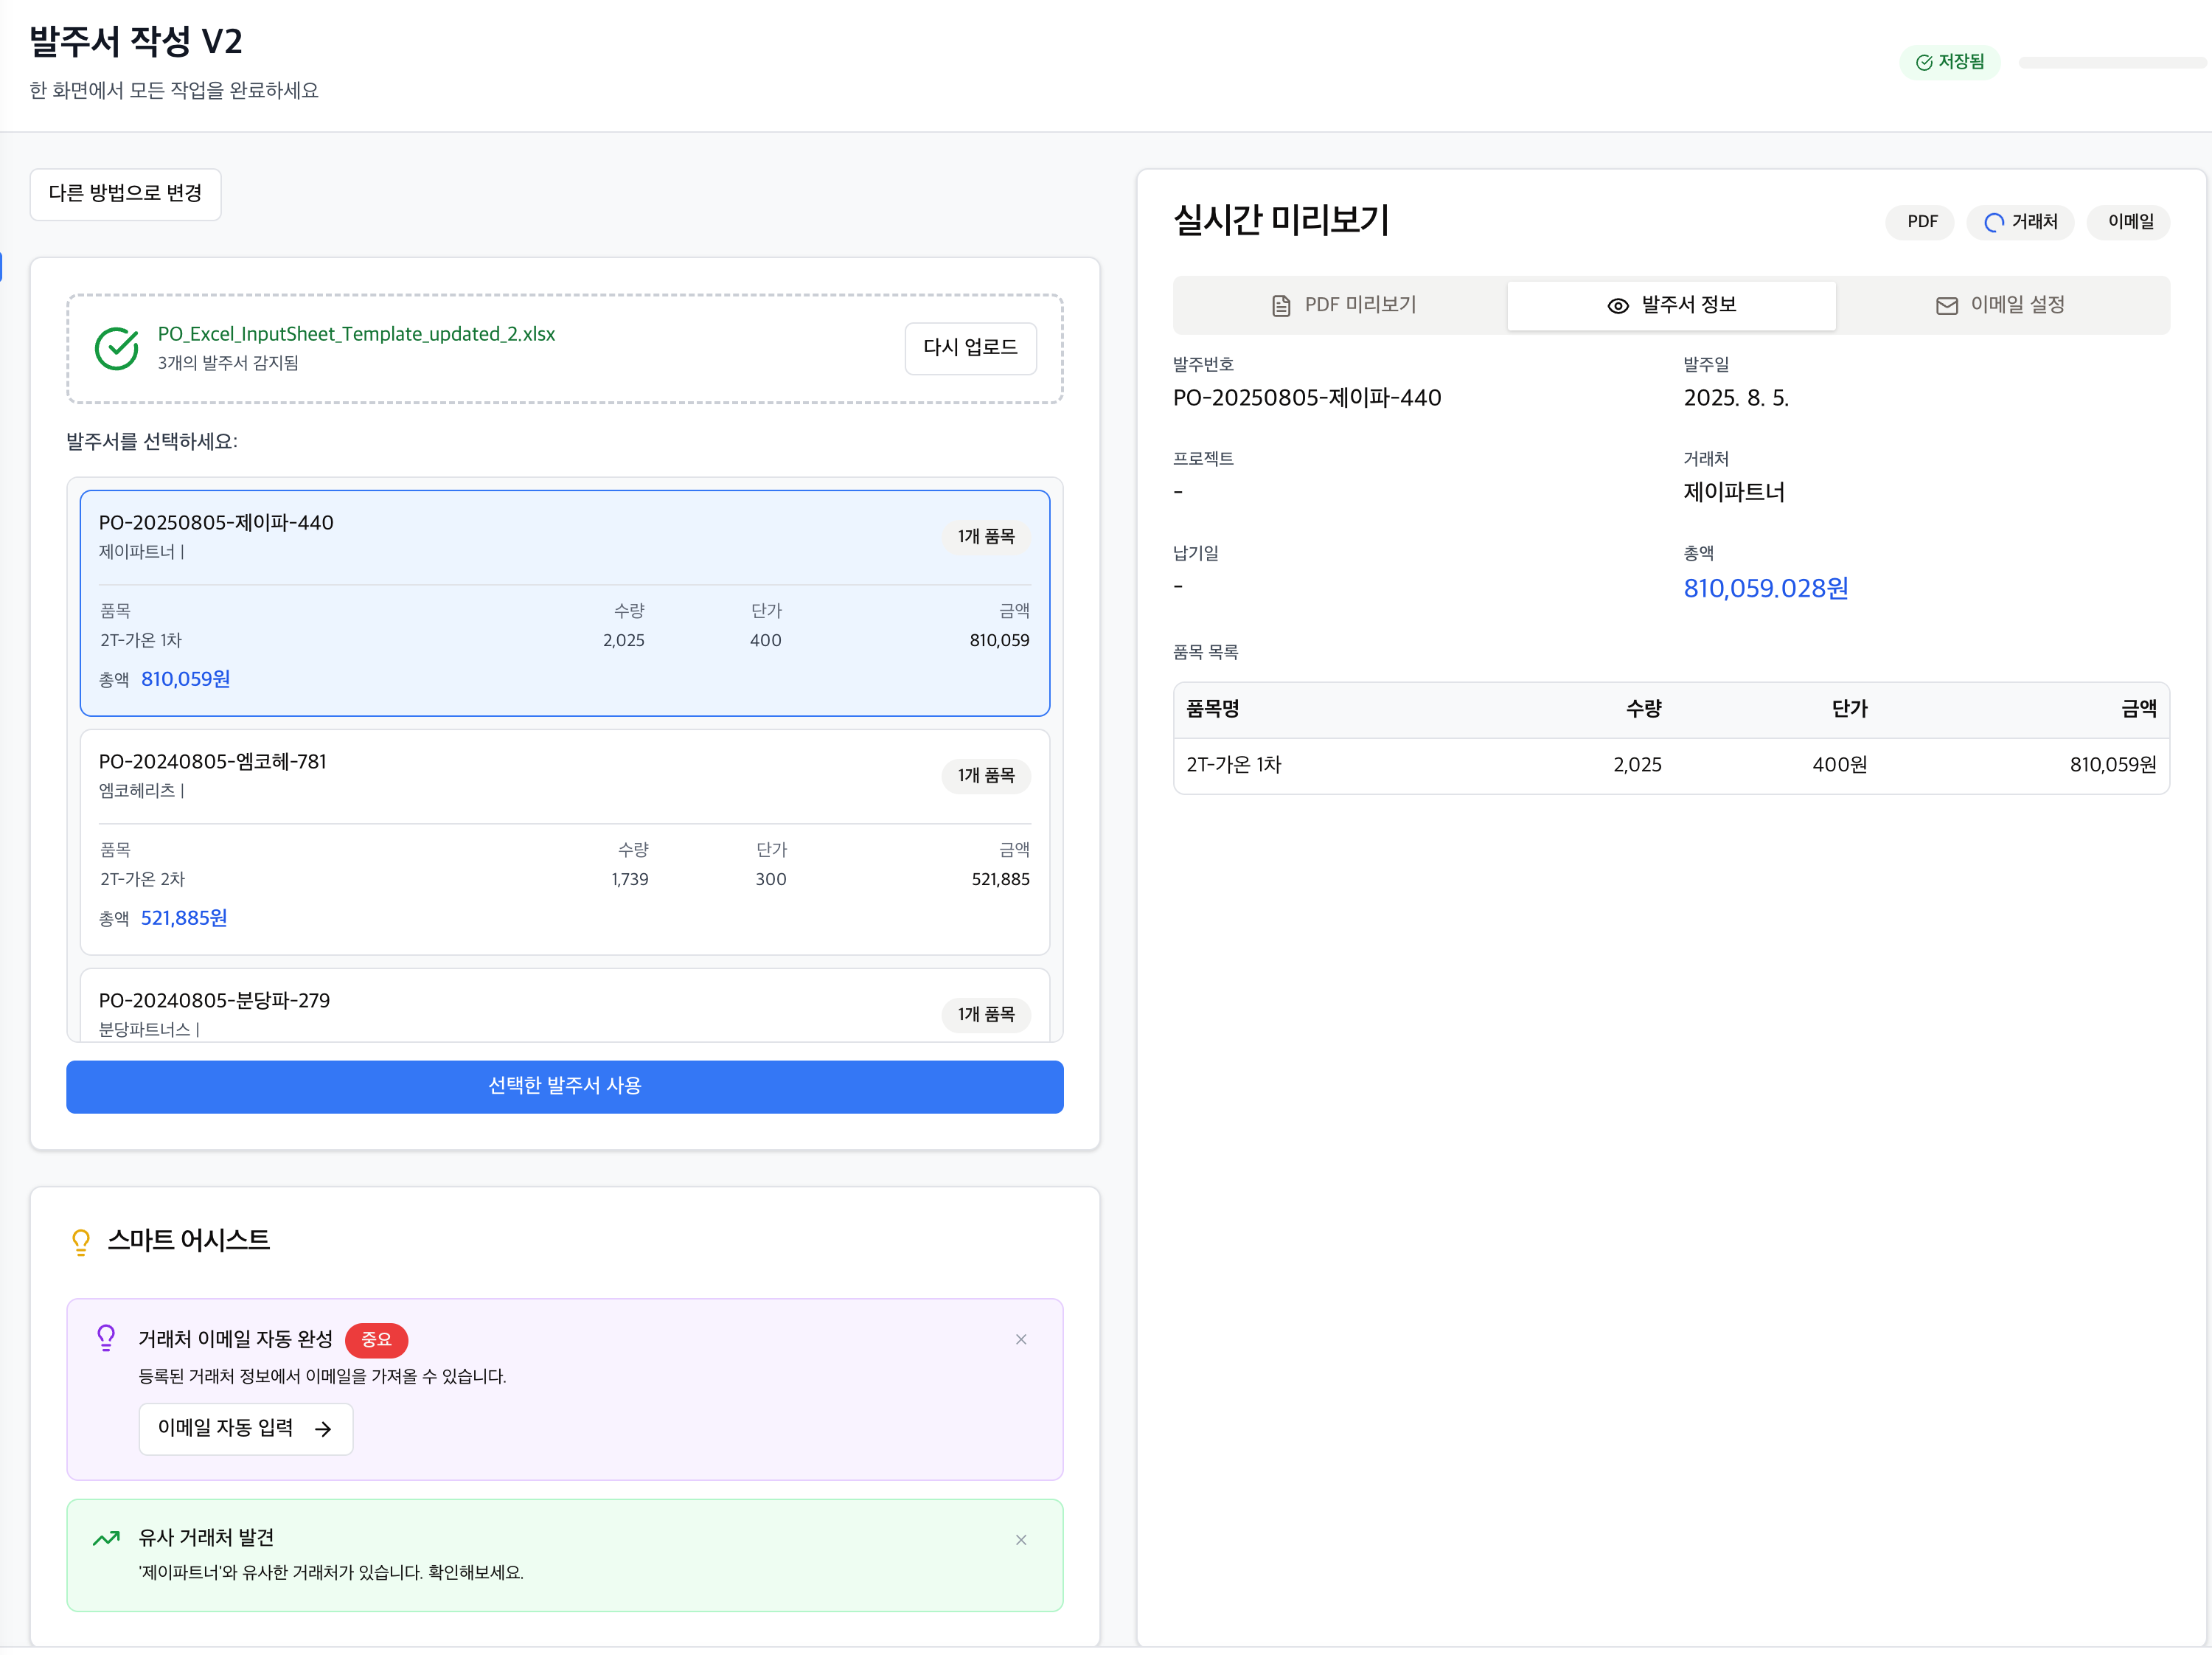 발주서 작성 V2
한 화면에서 모든 작업을 완료하세요
저장됨
다른 방법으로 변경
PO_Excel_InputSheet_Template_updated_2.xlsx
3개의 발주서 감지됨
다시 업로드
발주서를 선택하세요:
PO-20250805-제이파-440
제이파트너 |
1개 품목
품목 수량 단가 금액
2T-가온 1차 2,025 400 810,059
총액 810,059원
PO-20240805-엠코헤-781
엠코헤리츠 |
1개 품목
품목 수량 단가 금액
2T-가온 2차 1,739 300 521,885
총액 521,885원
PO-20240805-분당파-279
분당파트너스 |
1개 품목
선택한 발주서 사용
스마트 어시스트
거래처 이메일 자동 완성 중요
등록된 거래처 정보에서 이메일을 가져올 수 있습니다.
이메일 자동 입력
유사 거래처 발견
'제이파트너'와 유사한 거래처가 있습니다. 확인해보세요.
실시간 미리보기
PDF 거래처 이메일
PDF 미리보기 발주서 정보 이메일 설정
발주번호 발주일
PO-20250805-제이파-440 2025. 8. 5.
프로젝트 거래처
- 제이파트너
납기일 총액
- 810,059.028원
품목 목록
품목명 수량 단가 금액
2T-가온 1차 2,025 400원 810,059원